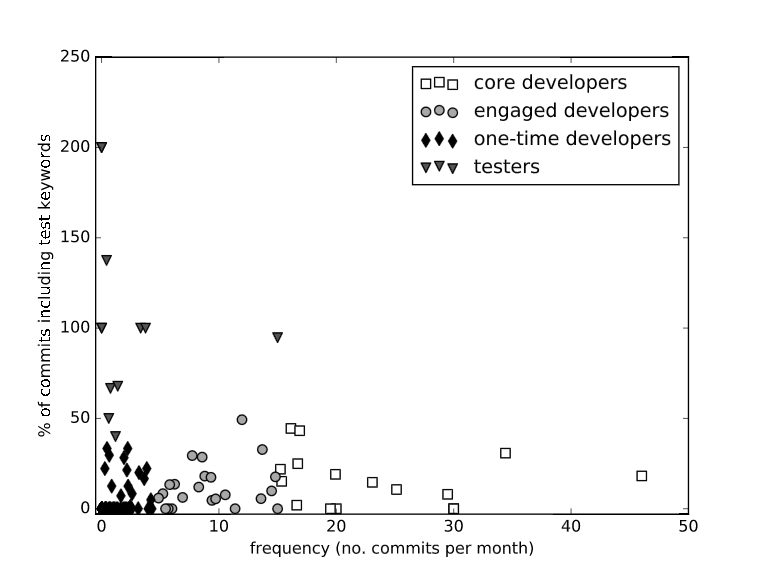 250
200
150
100
50
0
% of commits including test keywords
core developers
engaged developers
one-time developers
testers
0 10 20 30 40 50
frequency (no. commits per month)